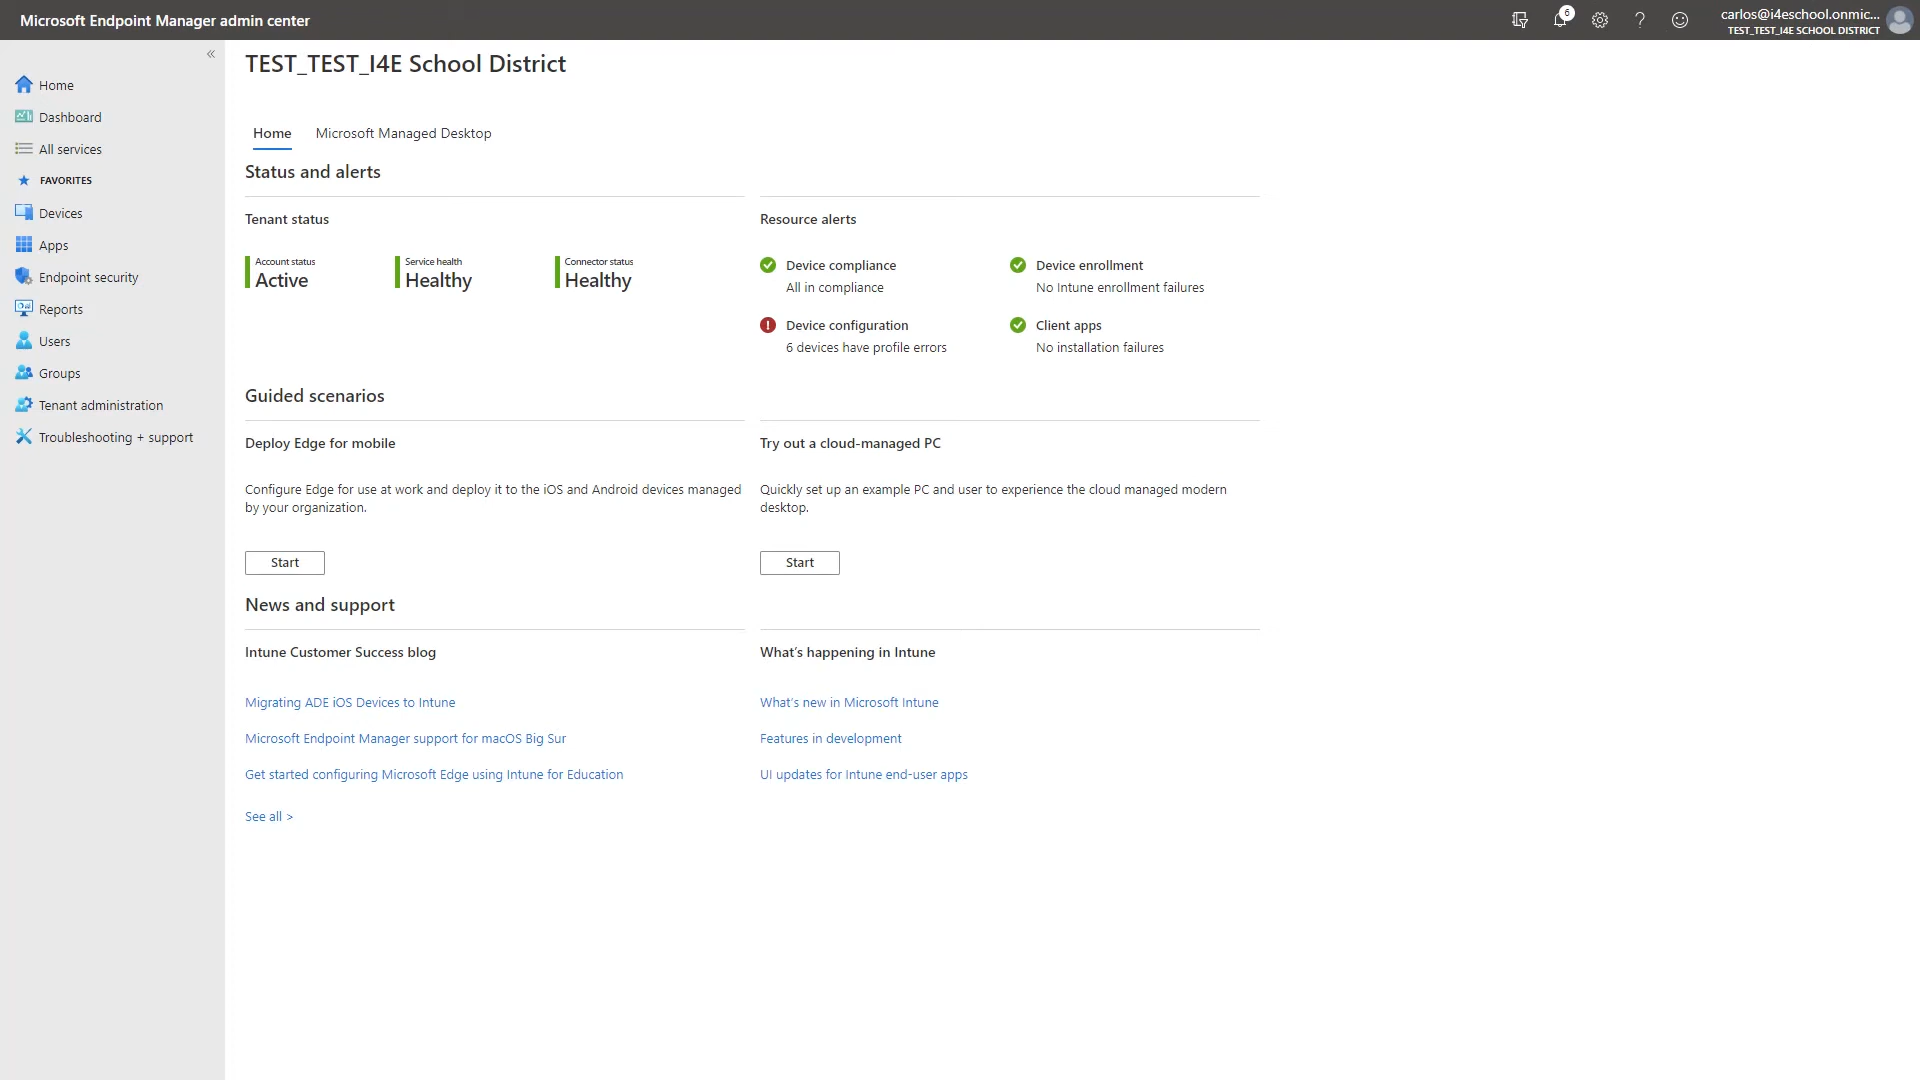 Microsoft Endpoint Manager admin center
6
carlos@i4eschool.onmic...
TEST_TEST_I4E SCHOOL DISTRICT
«
Home
Dashboard
All services
FAVORITES
Devices
Apps
Endpoint security
Reports
Users
Groups
Tenant administration
Troubleshooting + support
TEST_TEST_I4E School District
Home Microsoft Managed Desktop
Status and alerts
Tenant status
Account status
Active
Service health
Healthy
Connector status
Healthy
Resource alerts
Device compliance
All in compliance
Device enrollment
No Intune enrollment failures
Device configuration
6 devices have profile errors
Client apps
No installation failures
Guided scenarios
Deploy Edge for mobile
Configure Edge for use at work and deploy it to the iOS and Android devices managed
by your organization.
Start
Try out a cloud-managed PC
Quickly set up an example PC and user to experience the cloud managed modern
desktop.
Start
News and support
Intune Customer Success blog
Migrating ADE iOS Devices to Intune
Microsoft Endpoint Manager support for macOS Big Sur
Get started configuring Microsoft Edge using Intune for Education
See all >
What's happening in Intune
What's new in Microsoft Intune
Features in development
UI updates for Intune end-user apps